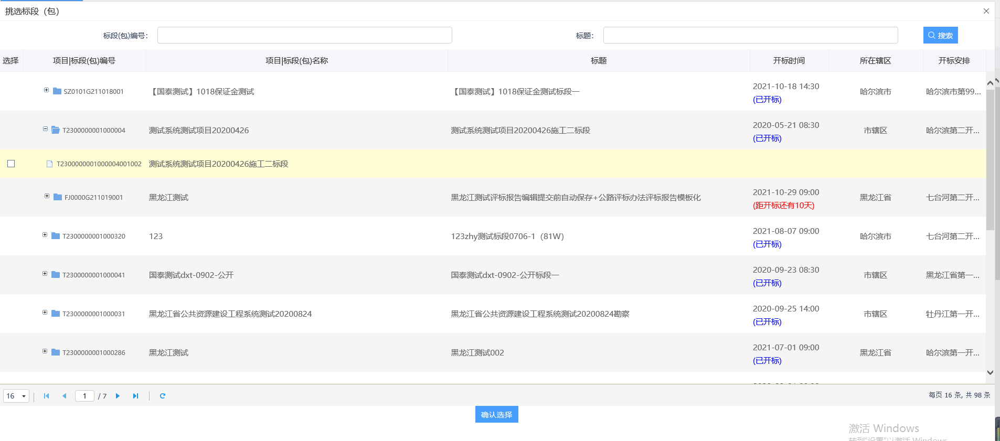 挑选标段（包）
标段(包)编号：
标题：
搜索
选择 项目|标段(包)编号 项目|标段(包)名称 标题 开标时间 所在辖区 开标安排
SZ0101G211018001 【国泰测试】1018保证金测试 【国泰测试】1018保证金测试标段一 2021-10-18 14:30 哈尔滨市 哈尔滨市第99...
(已开标)
T2300000001000004 测试系统测试项目20200426 测试系统测试项目20200426施工二标段 2020-05-21 08:30 市辖区 哈尔滨第二开...
(已开标)
T2300000001000004001002 测试系统测试项目20200426施工二标段
FJ0000G211019001 黑龙江测试 黑龙江测试评标报告编辑提交前自动保存+公路评标办法评标报告模板化 2021-10-29 09:00 黑龙江省 七台河第二开...
(距开标还有10天)
T2300000001000320 123 123zhy测试标段0706-1（81W） 2021-08-07 09:00 哈尔滨市 七台河第二开...
(已开标)
T2300000001000041 国泰测试dxt-0902-公开 国泰测试dxt-0902-公开标段一 2020-09-23 08:30 市辖区 黑龙江省第一...
(已开标)
T2300000001000031 黑龙江省公共资源建设工程系统测试20200824 黑龙江省公共资源建设工程系统测试20200824勘察 2020-09-25 14:00 市辖区 牡丹江第一开...
(已开标)
T2300000001000286 黑龙江测试 黑龙江测试002 2021-07-01 09:00 黑龙江省 哈尔滨第一开...
(已开标)
16 1 / 7 每页 16 条, 共 98 条
确认选择
激活 Windows
转到"设置"以激活 Windows